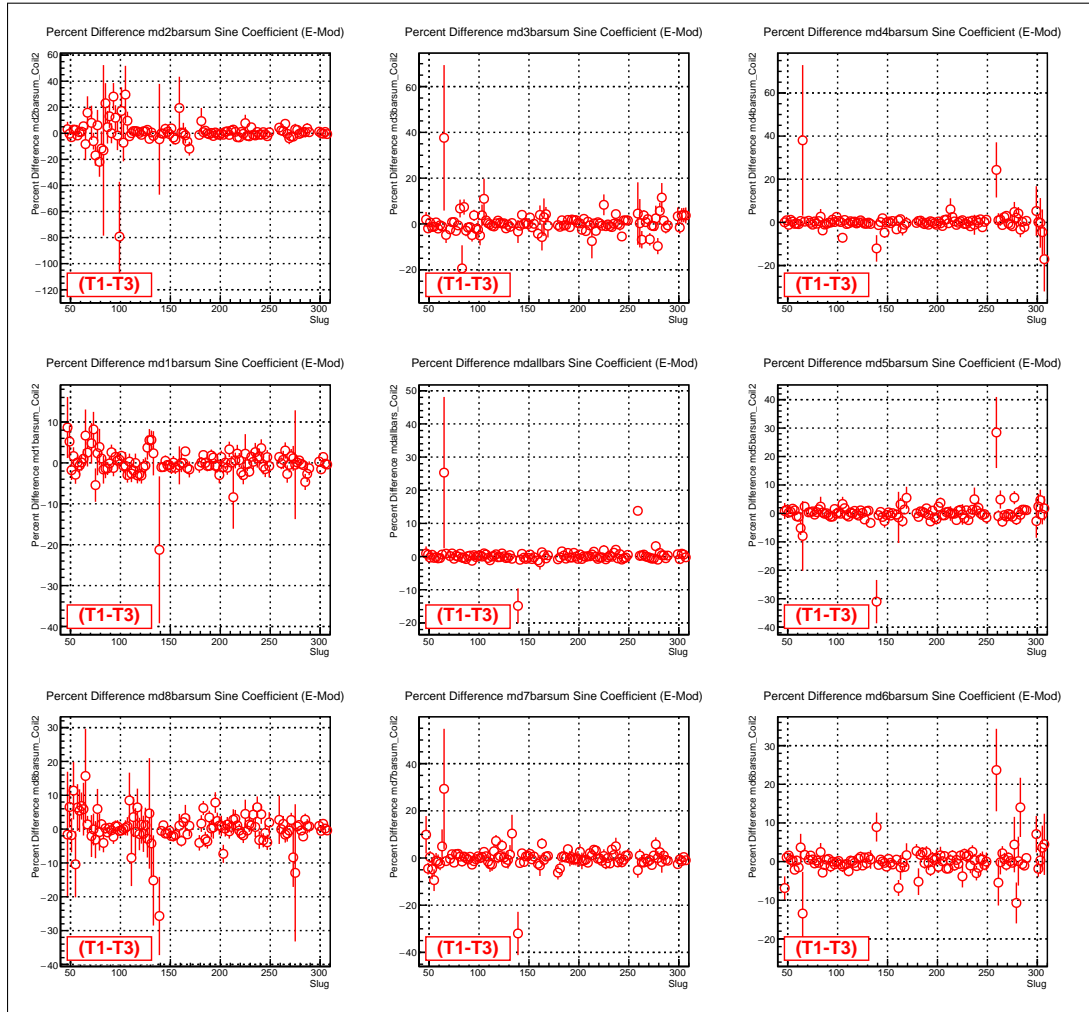 Percent Difference md2barsum Sine Coefficient (E-Mod)
Percent Difference md2barsum_Coil2
60
40
20
0
−20
−40
−60
−80
−100
−120
50 100 150 200 250 300
Slug
(T1-T3)
Percent Difference md3barsum Sine Coefficient (E-Mod)
Percent Difference md3barsum_Coil2
60
40
20
0
−20
50 100 150 200 250 300
Slug
(T1-T3)
Percent Difference md4barsum Sine Coefficient (E-Mod)
Percent Difference md4barsum_Coil2
60
40
20
0
−20
50 100 150 200 250 300
Slug
(T1-T3)
Percent Difference md1barsum Sine Coefficient (E-Mod)
Percent Difference md1barsum_Coil2
10
0
−10
−20
−30
−40
50 100 150 200 250 300
Slug
(T1-T3)
Percent Difference mdallbars Sine Coefficient (E-Mod)
Percent Difference mdallbars_Coil2
50
40
30
20
10
0
−10
−20
50 100 150 200 250 300
Slug
(T1-T3)
Percent Difference md5barsum Sine Coefficient (E-Mod)
Percent Difference md5barsum_Coil2
40
30
20
10
0
−10
−20
−30
−40
50 100 150 200 250 300
Slug
(T1-T3)
Percent Difference md8barsum Sine Coefficient (E-Mod)
Percent Difference md8barsum_Coil2
30
20
10
0
−10
−20
−30
−40
50 100 150 200 250 300
Slug
(T1-T3)
Percent Difference md7barsum Sine Coefficient (E-Mod)
Percent Difference md7barsum_Coil2
40
20
0
−20
−40
50 100 150 200 250 300
Slug
(T1-T3)
Percent Difference md6barsum Sine Coefficient (E-Mod)
Percent Difference md6barsum_Coil2
30
20
10
0
−10
−20
50 100 150 200 250 300
Slug
(T1-T3)